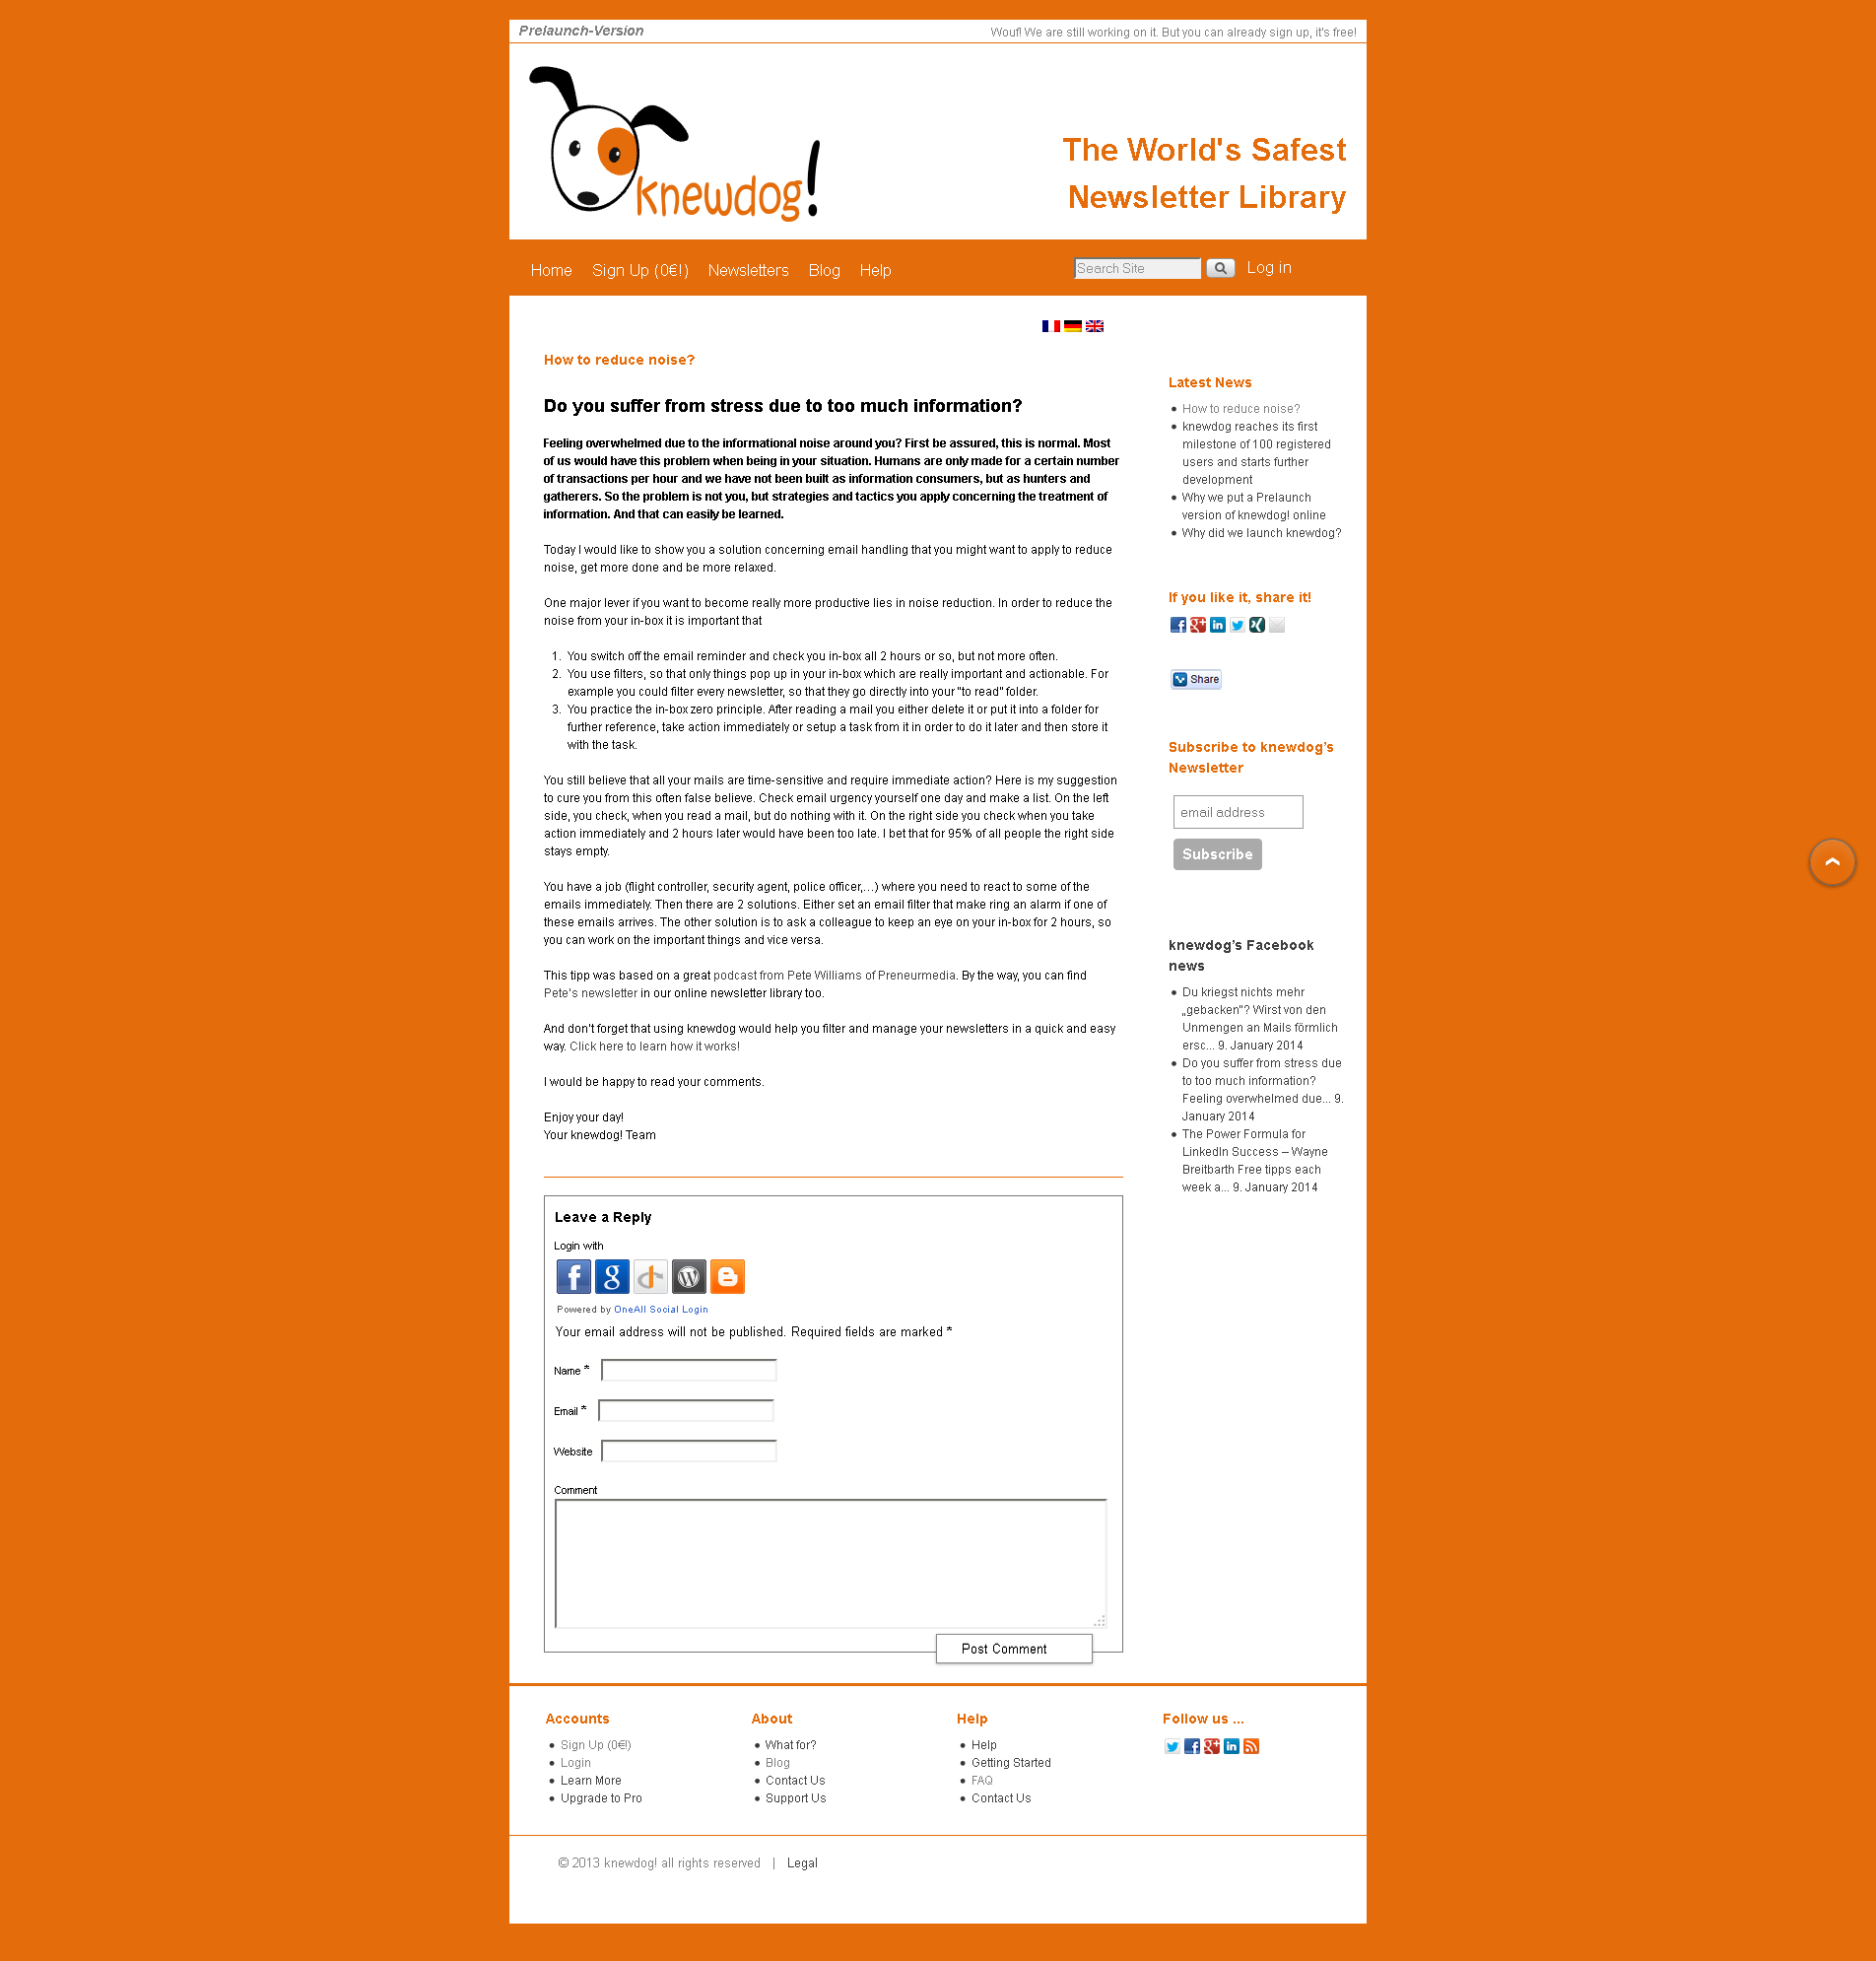 Prelaunch-Version
Wouf! We are still working on it. But you can already sign up, it's free!
knewdog!
The World's Safest
Newsletter Library
Home Sign Up (0€!) Newsletters Blog Help
Search Site
Log in
How to reduce noise?
Do you suffer from stress due to too much information?
Feeling overwhelmed due to the informational noise around you? First be assured, this is normal. Most
of us would have this problem when being in your situation. Humans are only made for a certain number
of transactions per hour and we have not been built as information consumers, but as hunters and
gatherers. So the problem is not you, but strategies and tactics you apply concerning the treatment of
information. And that can easily be learned.
Today I would like to show you a solution concerning email handling that you might want to apply to reduce
noise, get more done and be more relaxed.
One major lever if you want to become really more productive lies in noise reduction. In order to reduce the
noise from your in-box it is important that
1. You switch off the email reminder and check you in-box all 2 hours or so, but not more often.
2. You use filters, so that only things pop up in your in-box which are really important and actionable. For
example you could filter every newsletter, so that they go directly into your "to read" folder.
3. You practice the in-box zero principle. After reading a mail you either delete it or put it into a folder for
further reference, take action immediately or setup a task from it in order to do it later and then store it
with the task.
You still believe that all your mails are time-sensitive and require immediate action? Here is my suggestion
to cure you from this often false believe. Check email urgency yourself one day and make a list. On the left
side, you check, when you read a mail, but do nothing with it. On the right side you check when you take
action immediately and 2 hours later would have been too late. I bet that for 95% of all people the right side
stays empty.
You have a job (flight controller, security agent, police officer,…) where you need to react to some of the
emails immediately. Then there are 2 solutions. Either set an email filter that make ring an alarm if one of
these emails arrives. The other solution is to ask a colleague to keep an eye on your in-box for 2 hours, so
you can work on the important things and vice versa.
This tipp was based on a great podcast from Pete Williams of Preneurmedia. By the way, you can find
Pete's newsletter in our online newsletter library too.
And don't forget that using knewdog would help you filter and manage your newsletters in a quick and easy
way. Click here to learn how it works!
I would be happy to read your comments.
Enjoy your day!
Your knewdog! Team
Latest News
How to reduce noise?
knewdog reaches its first
milestone of 100 registered
users and starts further
development
Why we put a Prelaunch
version of knewdog! online
Why did we launch knewdog?
If you like it, share it!
Share
Subscribe to knewdog's
Newsletter
email address
Subscribe
knewdog's Facebook
news
Du kriegst nichts mehr
„gebacken"? Wirst von den
Unmengen an Mails förmlich
ersc... 9. January 2014
Do you suffer from stress due
to too much information?
Feeling overwhelmed due... 9.
January 2014
The Power Formula for
LinkedIn Success – Wayne
Breitbarth Free tipps each
week a... 9. January 2014
Leave a Reply
Login with
Powered by OneAll Social Login
Your email address will not be published. Required fields are marked *
Name *
Email *
Website
Comment
Post Comment
Accounts
Sign Up (0€!)
Login
Learn More
Upgrade to Pro
About
What for?
Blog
Contact Us
Support Us
Help
Help
Getting Started
FAQ
Contact Us
Follow us ...
© 2013 knewdog! all rights reserved | Legal